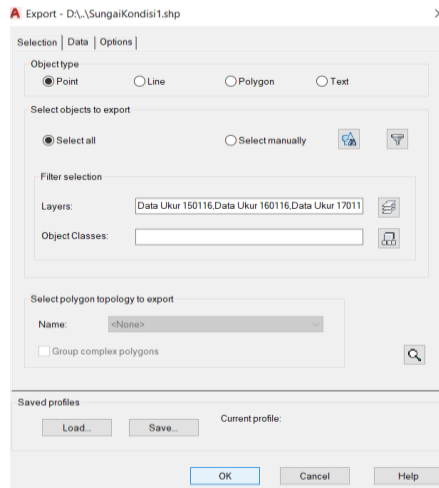 Export - D:\..\SungaiKondisi1.shp
Selection Data Options
Object type
Point Line Polygon Text
Select objects to export
Select all Select manually
Filter selection
Layers: Data Ukur 150116,Data Ukur 160116,Data Ukur 17011
Object Classes:
Select polygon topology to export
Name: <None>
Group complex polygons
Saved profiles
Load... Save... Current profile:
OK Cancel Help